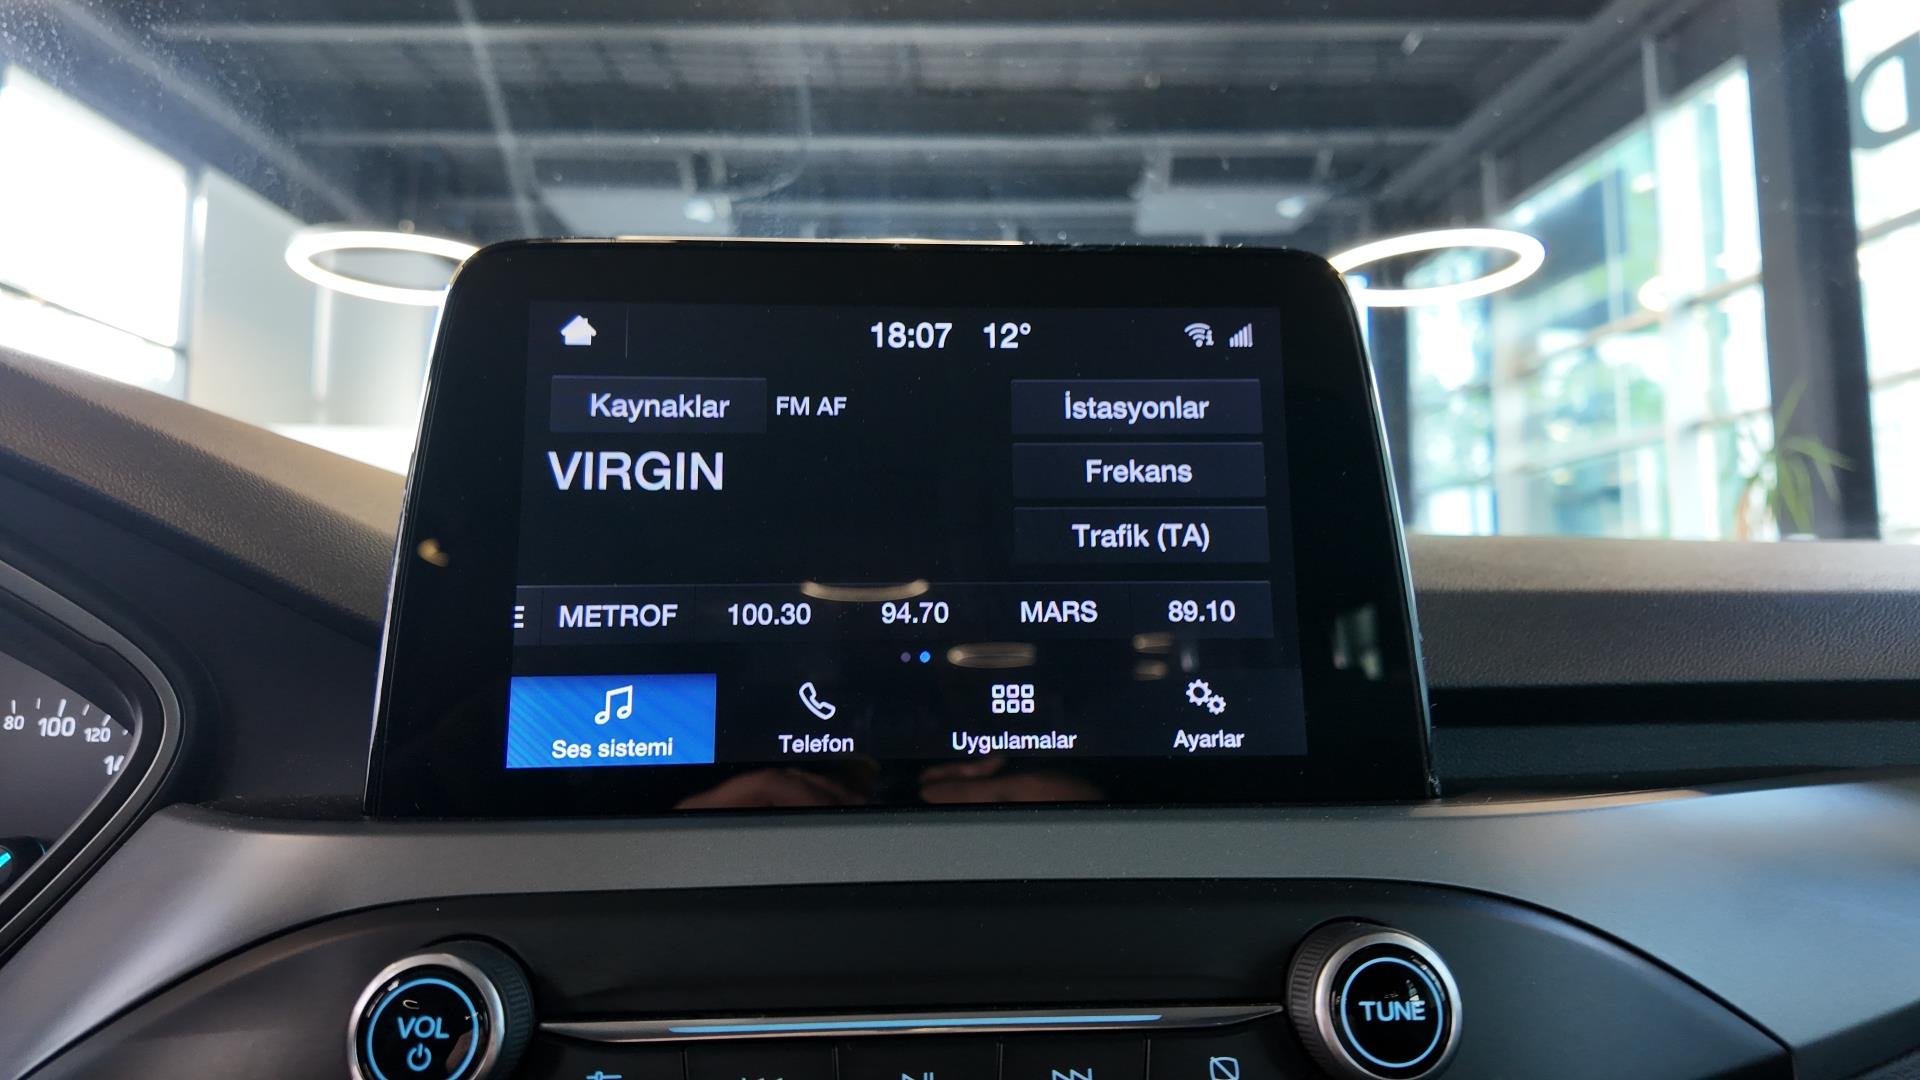 18:07 12°
Kaynaklar FM AF İstasyonlar
VIRGIN Frekans
Trafik (TA)
E METROF 100.30 94.70 MARS 89.10
Ses sistemi Telefon Uygulamalar Ayarlar
80 100 120
14
VOL TUNE
D